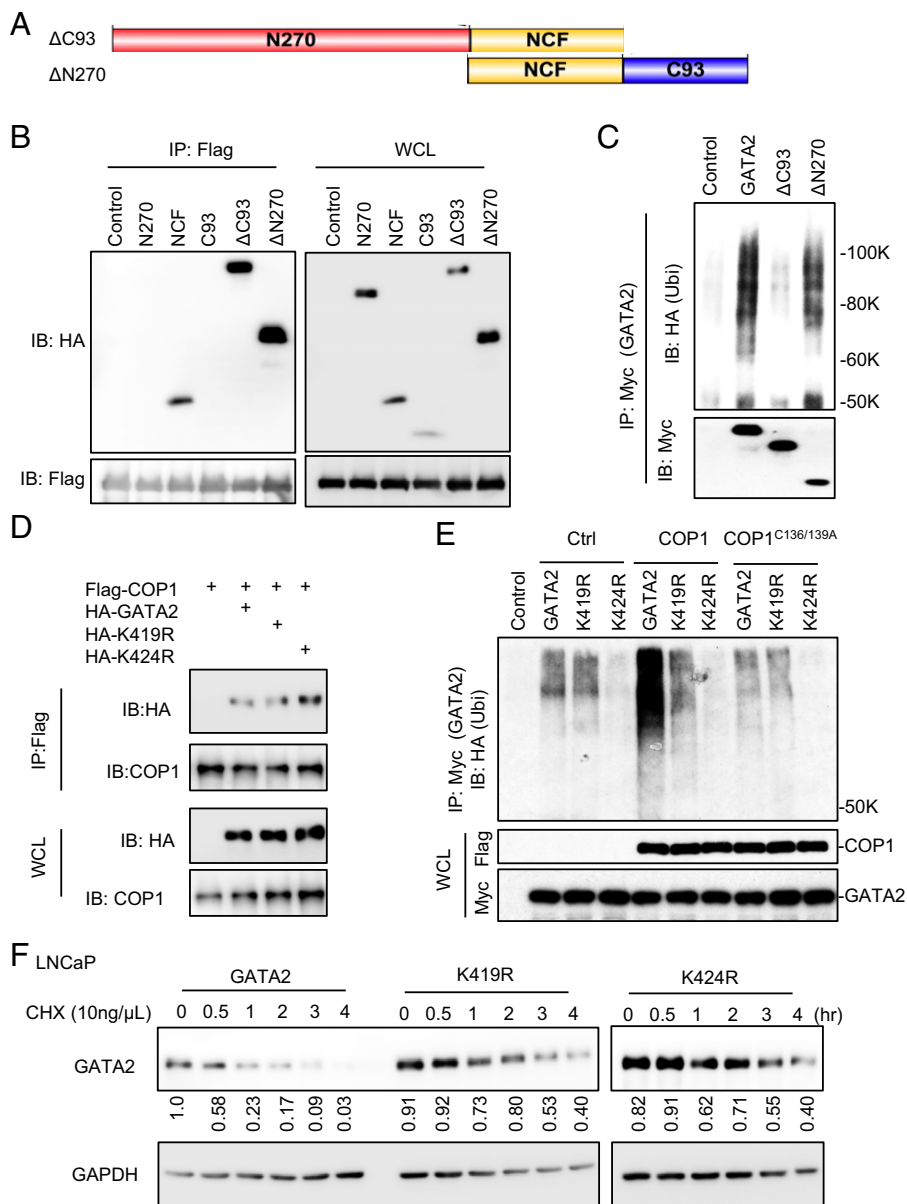 A
ΔC93 N270 NCF
ΔN270 NCF C93
B
IP: Flag WCL
Control N270 NCF C93 ΔC93 ΔN270 Control N270 NCF C93 ΔC93 ΔN270
IB: HA
IB: Flag
C
Control GATA2 ΔC93 ΔN270
IP: Myc (GATA2)
IB: HA (Ubi)
-100K
-80K
-60K
-50K
IB: Myc
D
Flag-COP1 + + + +
HA-GATA2 +
HA-K419R +
HA-K424R +
IP:Flag
IB:HA
IB:COP1
WCL
IB: HA
IB: COP1
E
Ctrl COP1 COP1C136/139A
Control GATA2 K419R K424R GATA2 K419R K424R GATA2 K419R K424R
IP: Myc (GATA2)
IB: HA (Ubi)
-50K
WCL
Flag -COP1
Myc -GATA2
F LNCaP
GATA2 K419R K424R
CHX (10ng/μL) 0 0.5 1 2 3 4 0 0.5 1 2 3 4 0 0.5 1 2 3 4 (hr)
GATA2
1.0 0.58 0.23 0.17 0.09 0.03 0.91 0.92 0.73 0.80 0.53 0.40 0.82 0.91 0.62 0.71 0.55 0.40
GAPDH